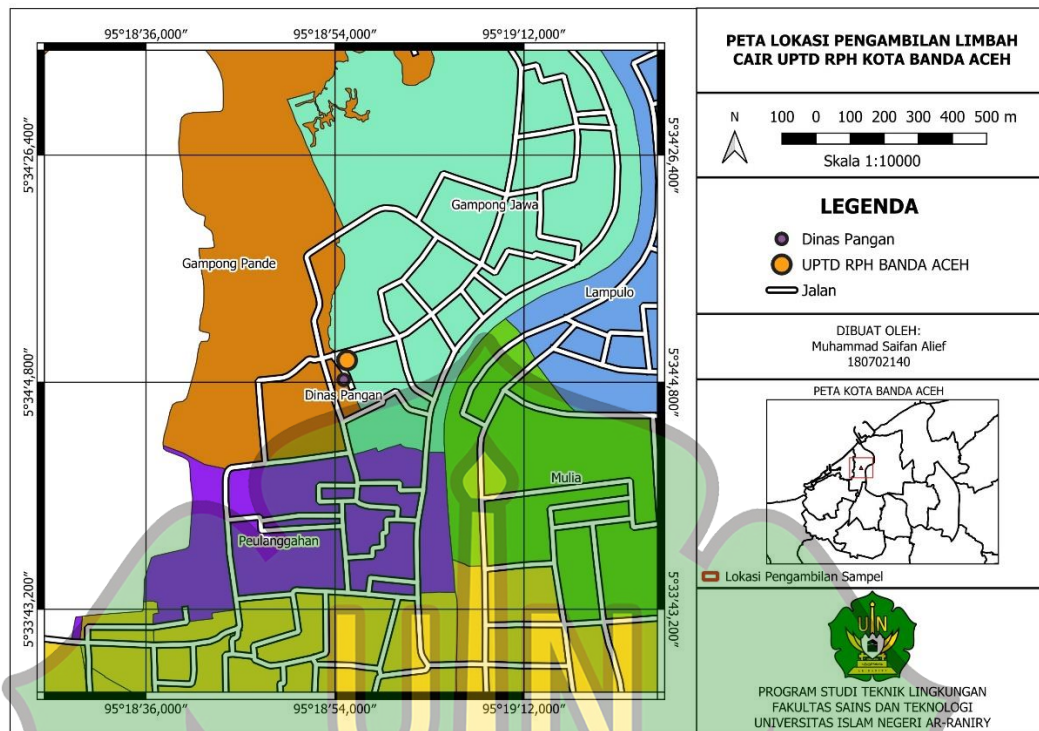 95°18'36,000"
95°18'54,000"
95°19'12,000"
5°34'26,400"
5°34'26,400"
Gampong Jawa
Gampong Pande
Lampulo
5°34'4,800"
5°34'4,800"
Dinas Pangan
Mulia
Peulanggahan
5°33'43,200"
5°33'43,200"
UIN
95°18'36,000"
95°18'54,000"
95°19'12,000"
PETA LOKASI PENGAMBILAN LIMBAH
CAIR UPTD RPH KOTA BANDA ACEH
N
100 0 100 200 300 400 500 m
Skala 1:10000
LEGENDA
Dinas Pangan
UPTD RPH BANDA ACEH
Jalan
DIBUAT OLEH:
Muhammad Saifan Alief
180702140
PETA KOTA BANDA ACEH
Lokasi Pengambilan Sampel
UIN
PROGRAM STUDI TEKNIK LINGKUNGAN
FAKULTAS SAINS DAN TEKNOLOGI
UNIVERSITAS ISLAM NEGERI AR-RANIRY